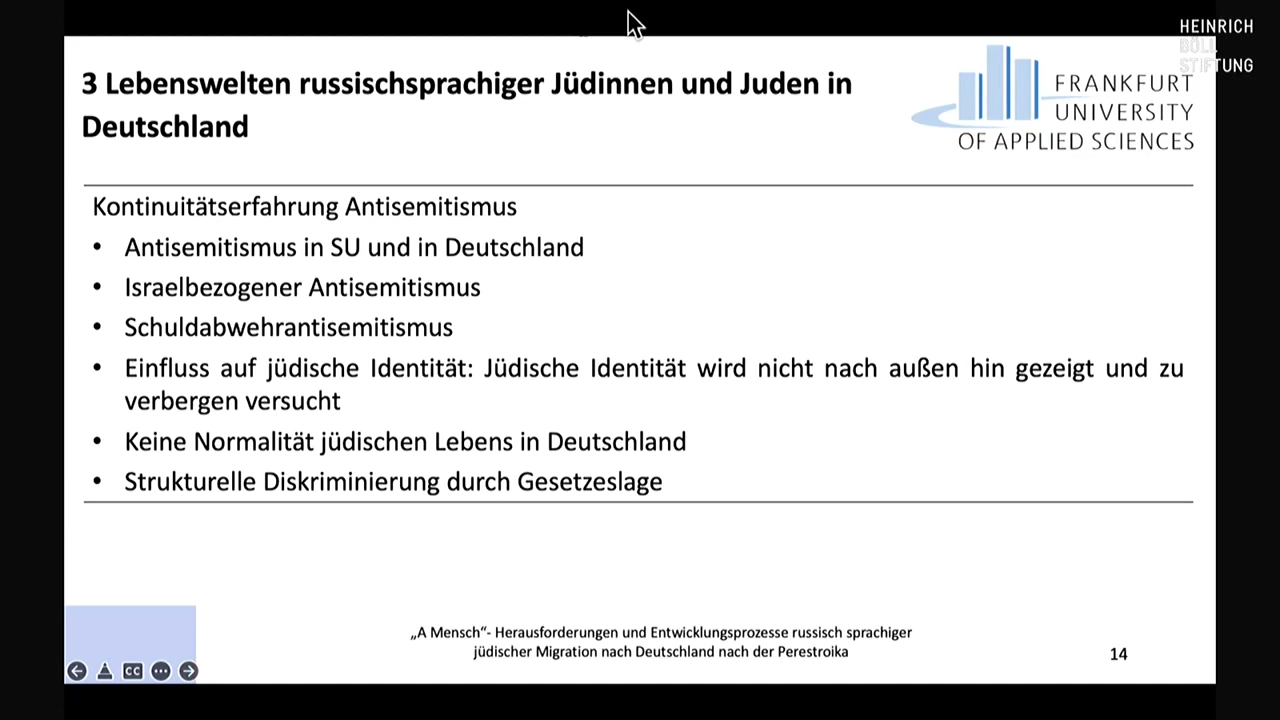 HEINRICH
BÖLL
STIFTUNG
3 Lebenswelten russischsprachiger Jüdinnen und Juden in
Deutschland
FRANKFURT
UNIVERSITY
OF APPLIED SCIENCES
Kontinuitätserfahrung Antisemitismus
• Antisemitismus in SU und in Deutschland
• Israelbezogener Antisemitismus
• Schuldabwehrantisemitismus
• Einfluss auf jüdische Identität: Jüdische Identität wird nicht nach außen hin gezeigt und zu
verbergen versucht
• Keine Normalität jüdischen Lebens in Deutschland
• Strukturelle Diskriminierung durch Gesetzeslage
„A Mensch“- Herausforderungen und Entwicklungsprozesse russisch sprachiger
jüdischer Migration nach Deutschland nach der Perestroika
14
CC